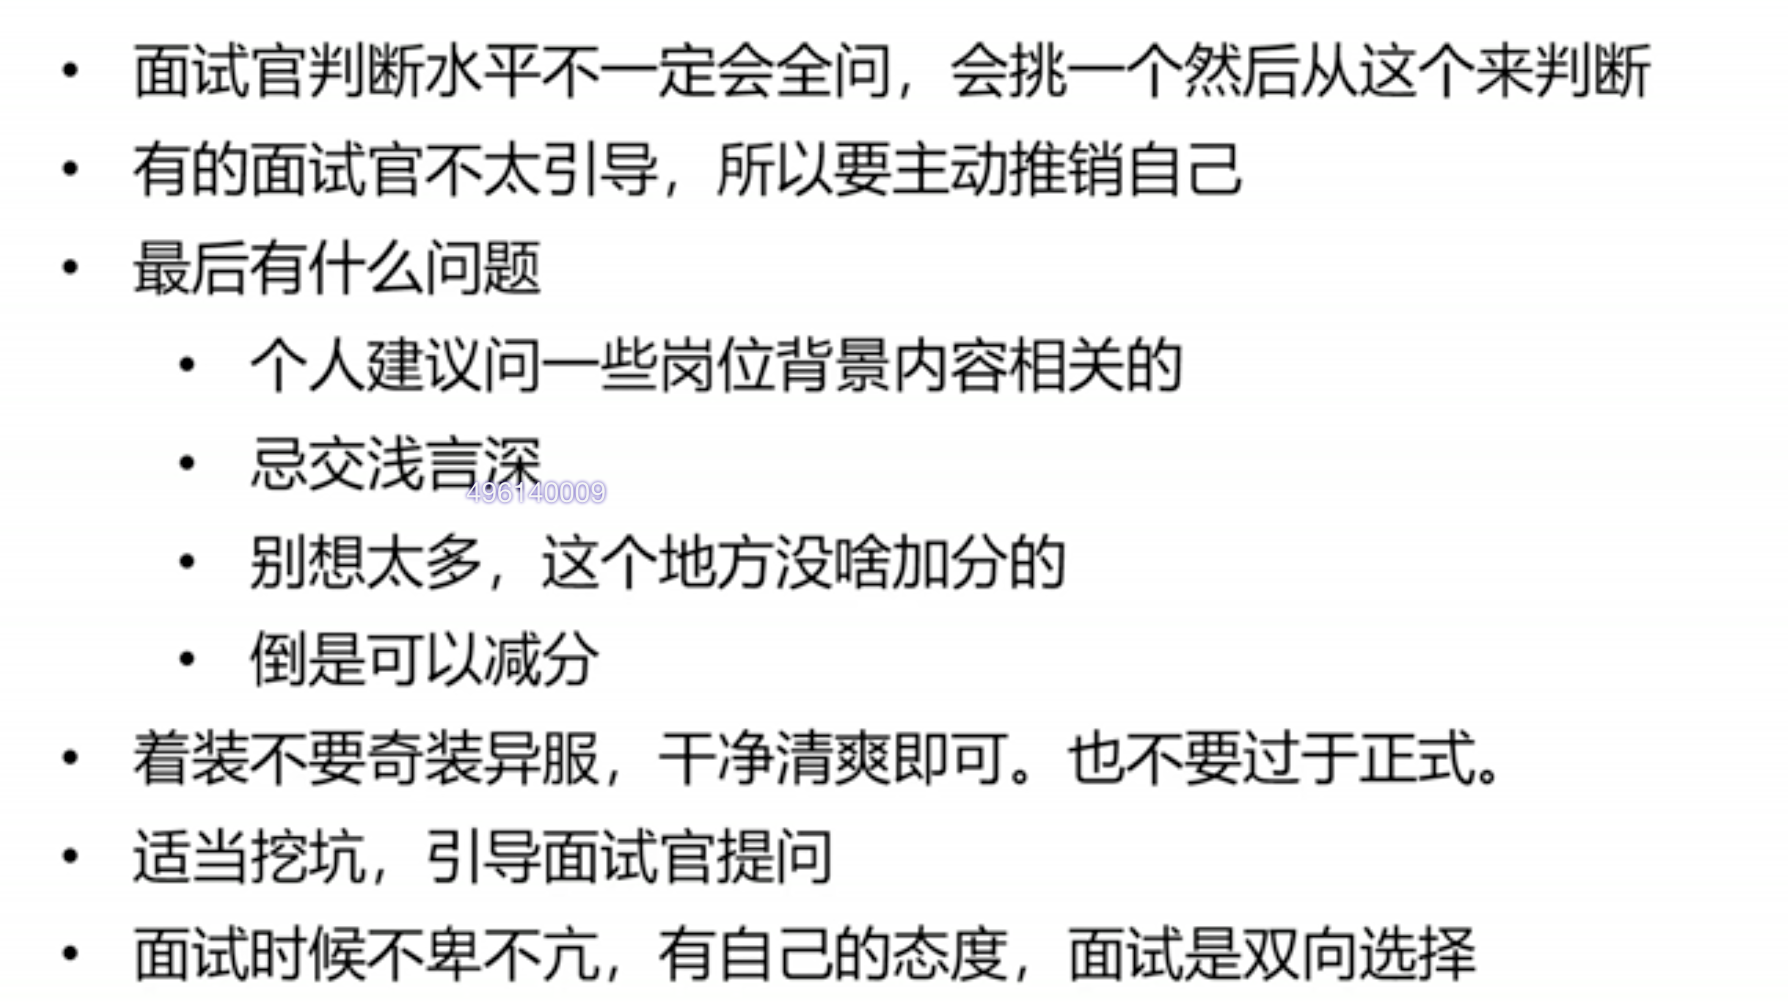 • 面试官判断水平不一定会全问，会挑一个然后从这个来判断
• 有的面试官不太引导，所以要主动推销自己
• 最后有什么问题
• 个人建议问一些岗位背景内容相关的
• 忌交浅言深
496140009
• 别想太多，这个地方没啥加分的
• 倒是可以减分
• 着装不要奇装异服，干净清爽即可。也不要过于正式。
• 适当挖坑，引导面试官提问
• 面试时候不卑不亢，有自己的态度，面试是双向选择